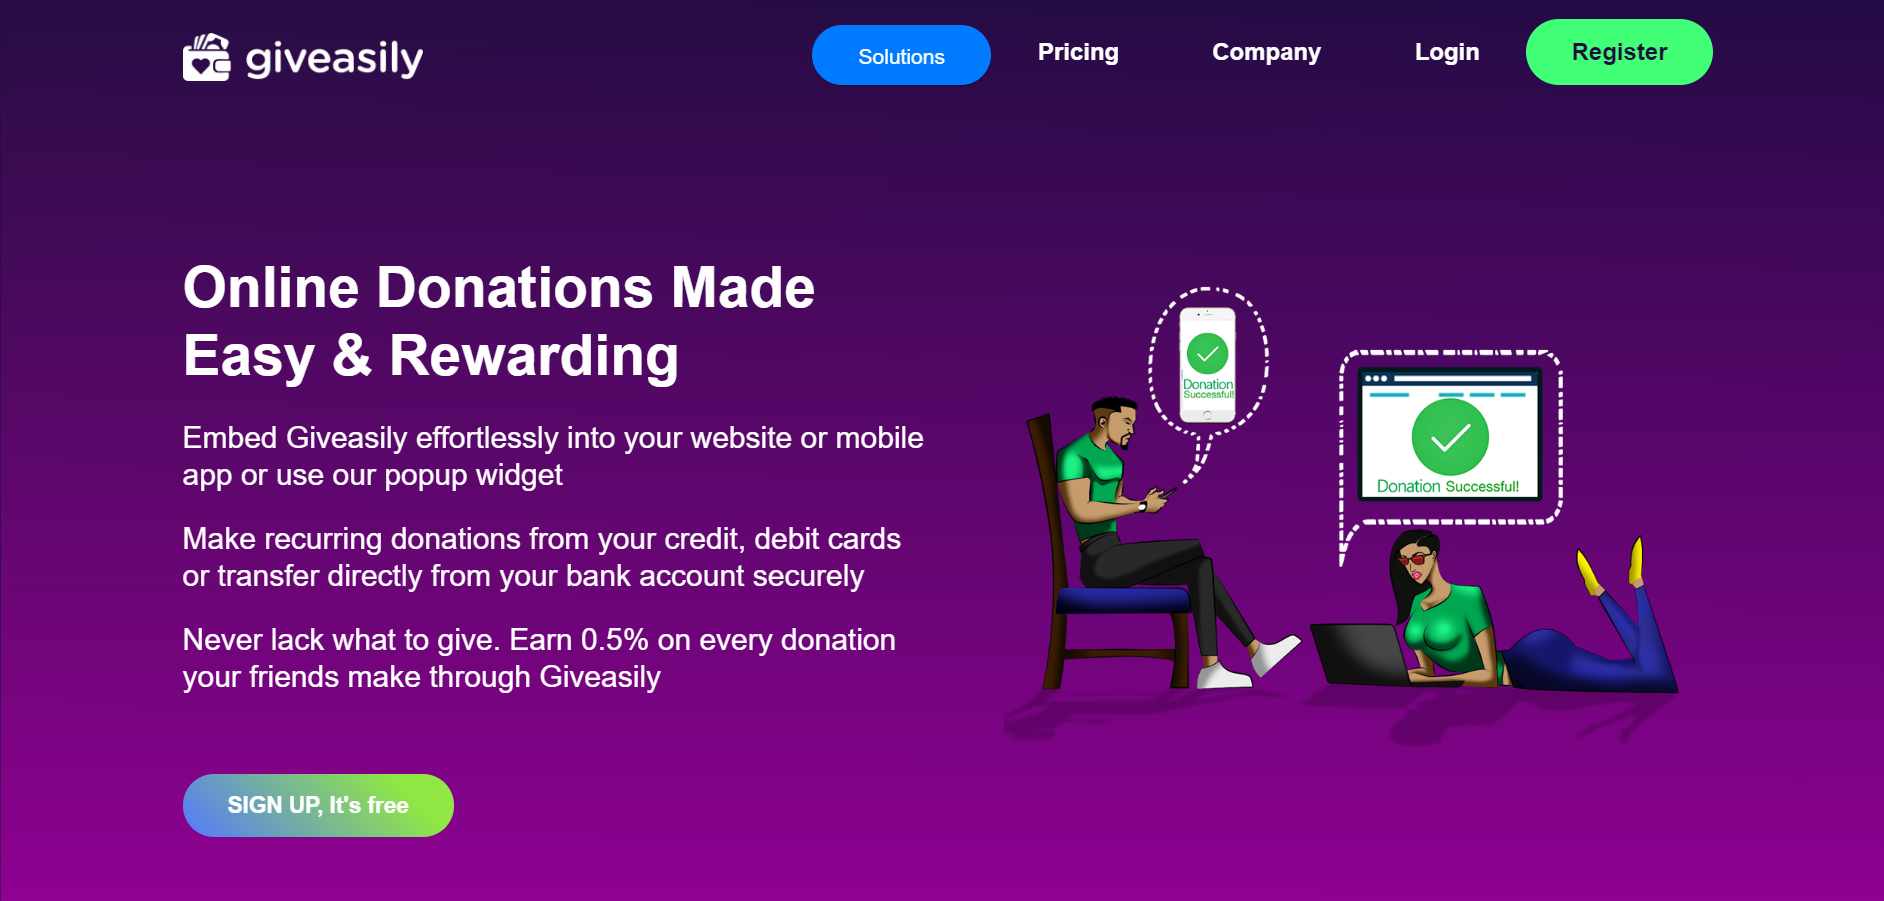 giveasily
Solutions
Pricing
Company
Login
Register
Online Donations Made
Easy & Rewarding
Embed Giveasily effortlessly into your website or mobile
app or use our popup widget
Make recurring donations from your credit, debit cards
or transfer directly from your bank account securely
Never lack what to give. Earn 0.5% on every donation
your friends make through Giveasily
SIGN UP, It's free
Donation
Successful!
Donation Successful!